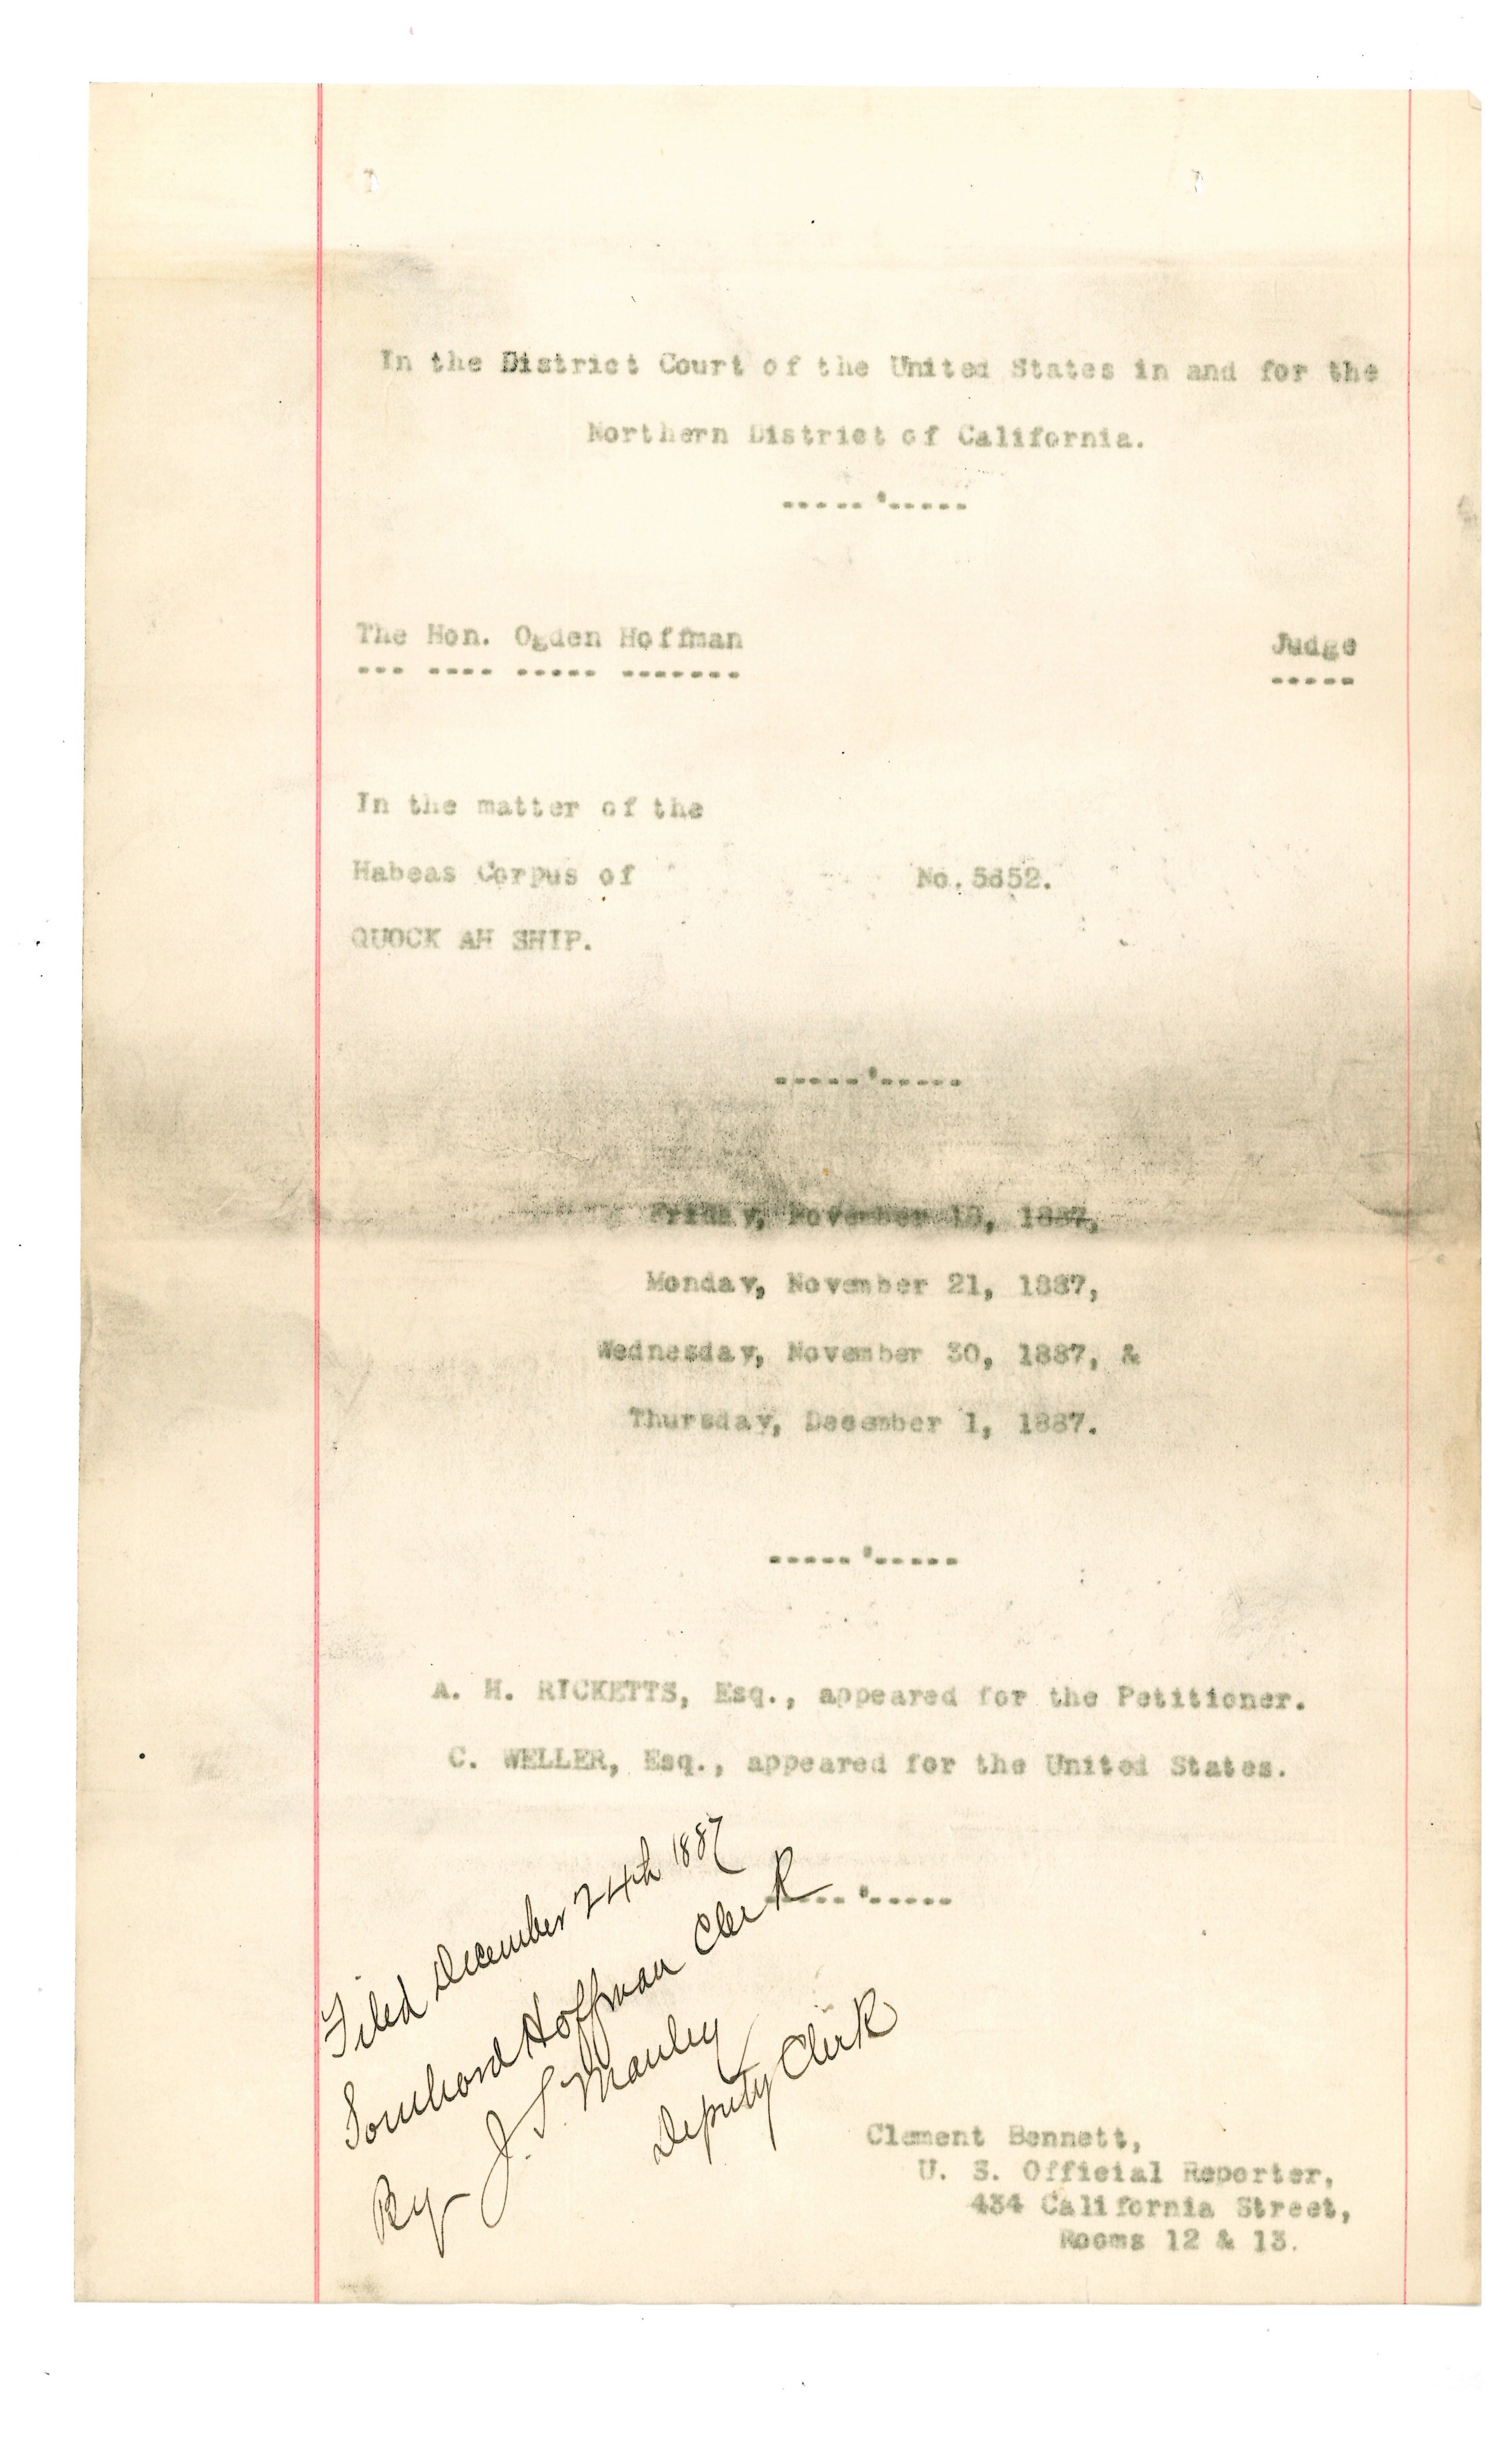 In the District Court of the United States in and for the
Northern District of California.
-----'-----
The Hon. Ogden Hoffman Judge
--- ---- ----- ------- -----
In the matter of the
Habeas Corpus of No. 5852.
QUOCK AH SHIP.
-----'-----
Friday, November 18, 1887,
Monday, November 21, 1887,
Wednesday, November 30, 1887, &
Thursday, December 1, 1887.
-----'-----
A. H. RICKETTS, Esq., appeared for the Petitioner.
C. WELLER, Esq., appeared for the United States.
-----'-----
Filed December 24th 1887
Southard Hoffman Clerk
By J. S. Manley
Deputy Clerk
Clement Bennett,
U. S. Official Reporter,
434 California Street,
Rooms 12 & 13.